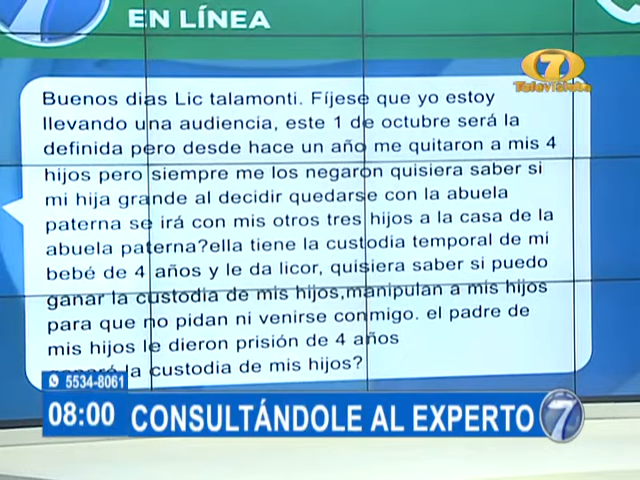 EN LÍNEA
7
Televisiete
Buenos dias Lic talamonti. Fíjese que yo estoy
llevando una audiencia, este 1 de octubre será la
definida pero desde hace un año me quitaron a mis 4
hijos pero siempre me los negaron quisiera saber si
mi hija grande al decidir quedarse con la abuela
paterna se irá con mis otros tres hijos a la casa de la
abuela paterna?ella tiene la custodia temporal de mi
bebé de 4 años y le da licor, quisiera saber si puedo
ganar la custodia de mis hijos,manipulan a mis hijos
para que no pidan ni venirse conmigo. el padre de
mis hijos le dieron prisión de 4 años
la custodia de mis hijos?
5534-8061
08:00 CONSULTÁNDOLE AL EXPERTO 7